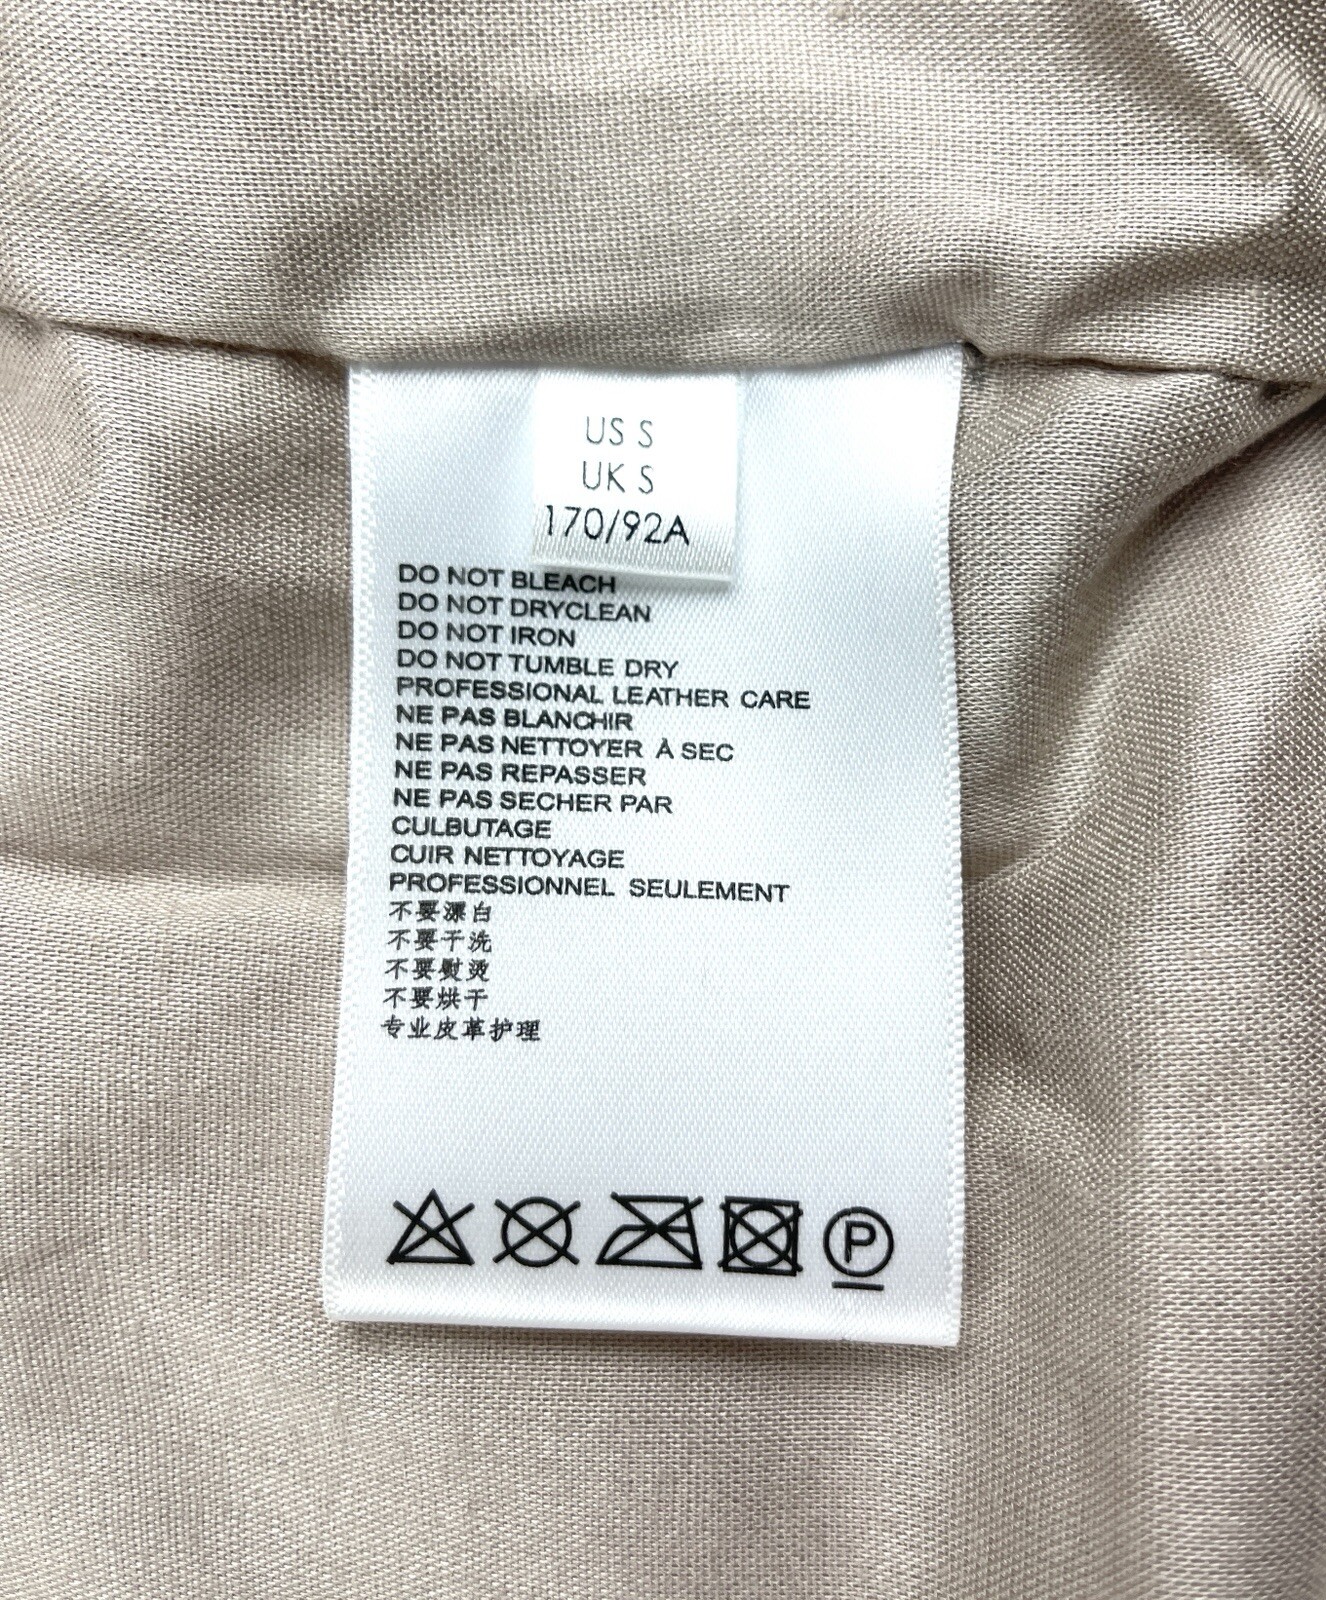 US S
UK S
170/92A
DO NOT BLEACH
DO NOT DRYCLEAN
DO NOT IRON
DO NOT TUMBLE DRY
PROFESSIONAL LEATHER CARE
NE PAS BLANCHIR
NE PAS NETTOYER À SEC
NE PAS REPASSER
NE PAS SECHER PAR
CULBUTAGE
CUIR NETTOYAGE
PROFESSIONNEL SEULEMENT
不要漂白
不要干洗
不要熨烫
不要烘干
专业皮革护理
P